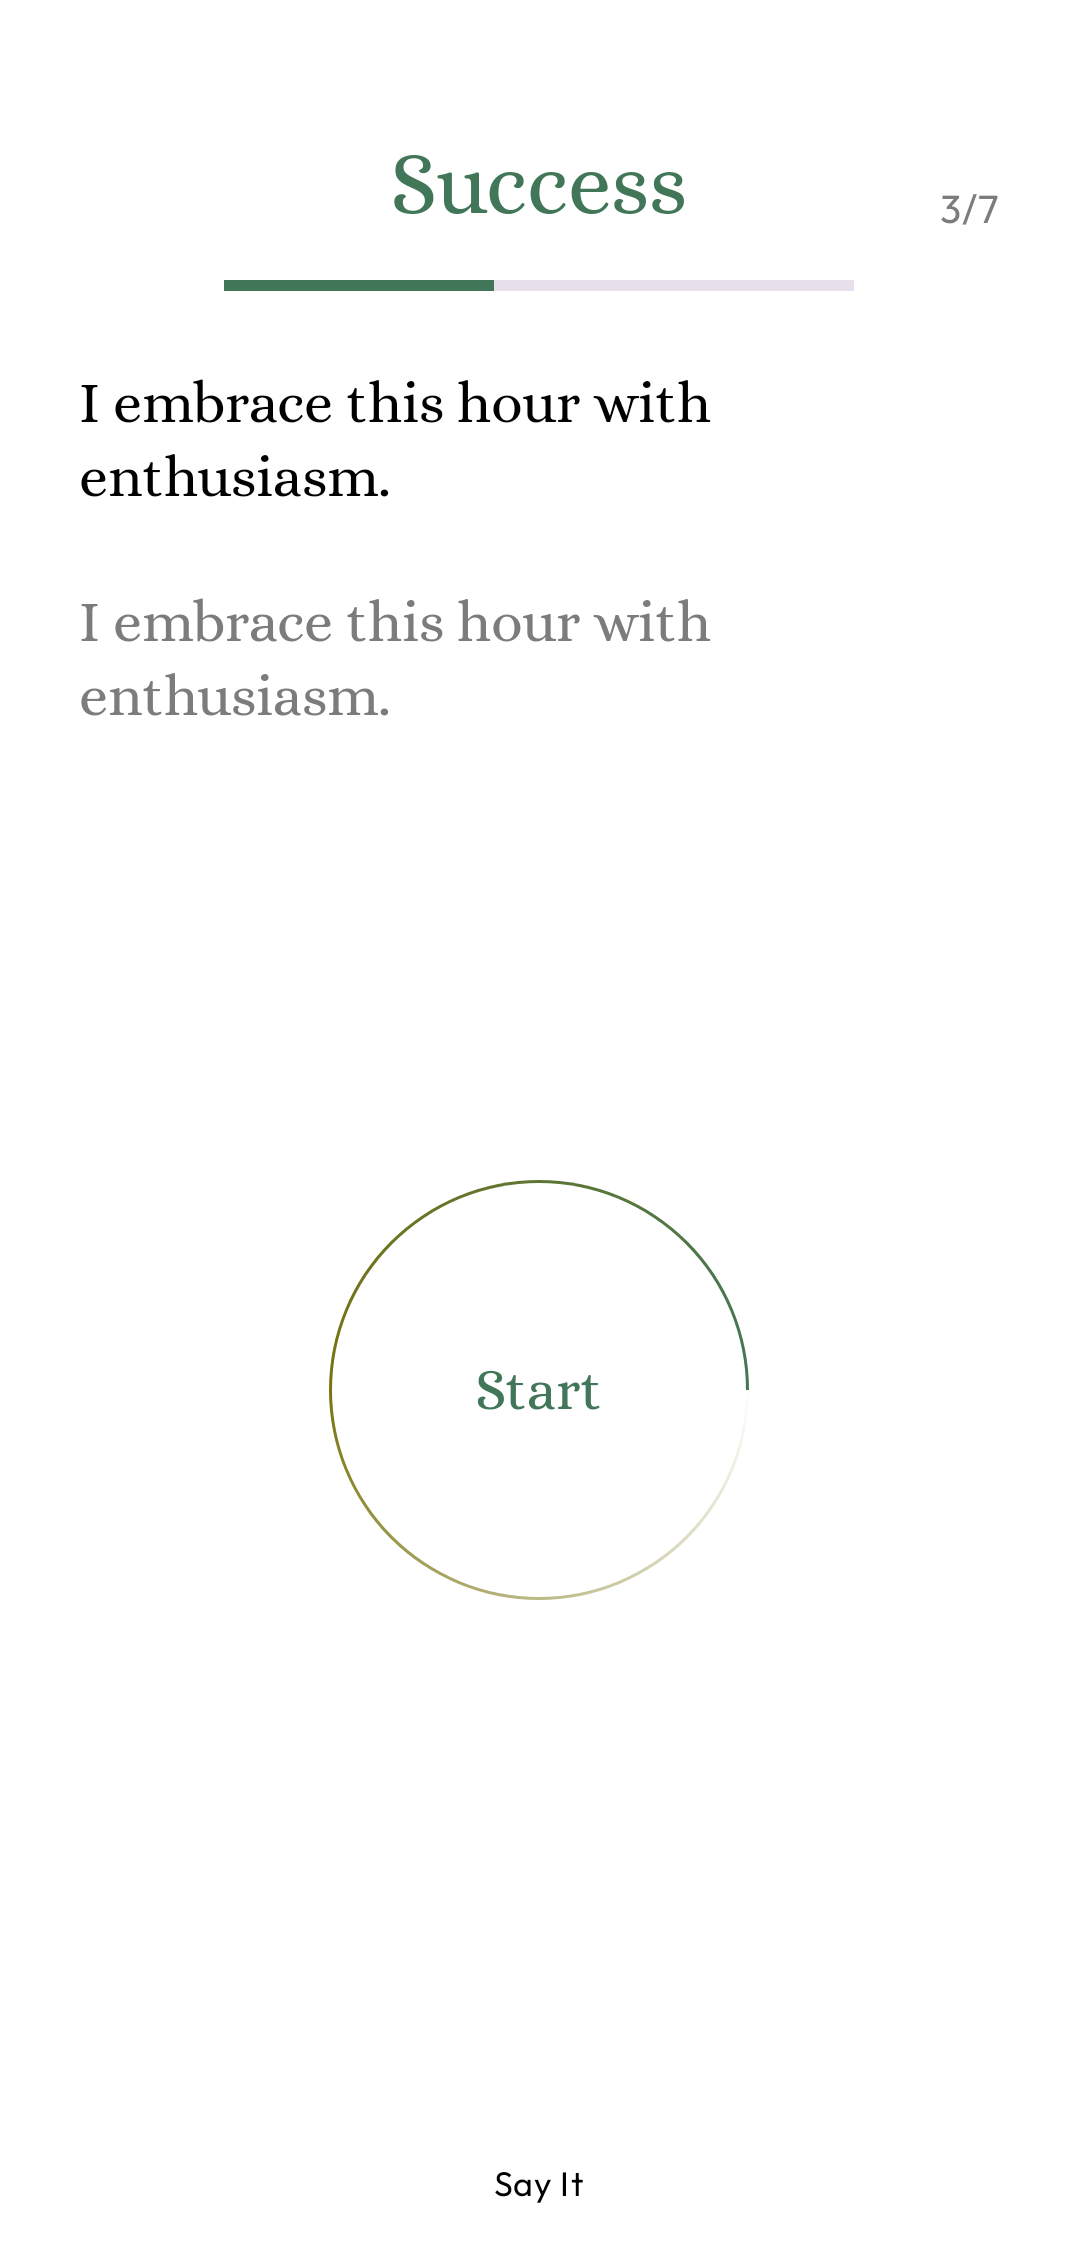 Success
3/7
I embrace this hour with
enthusiasm.
I embrace this hour with
enthusiasm.
Start
Say It